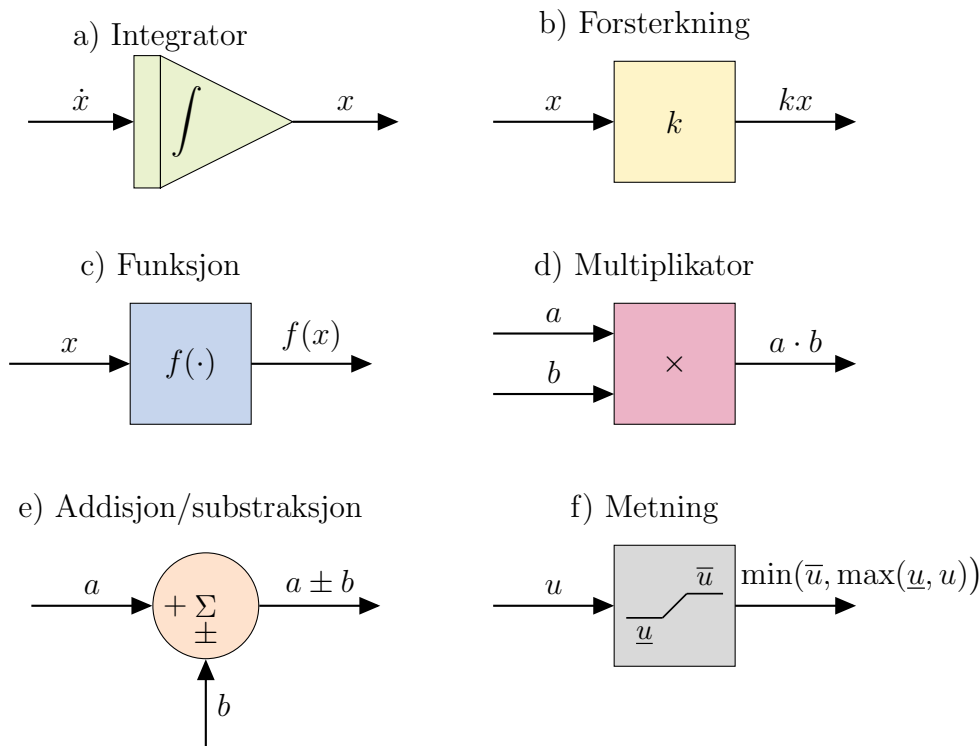 a) Integrator
ẋ ∫ x
b) Forsterkning
x k kx
c) Funksjon
x f(·) f(x)
d) Multiplikator
a
b × a · b
e) Addisjon/substraksjon
a + Σ a ± b
±
b
f) Metning
u u̅ min(u̅, max(u̲, u))
u̲